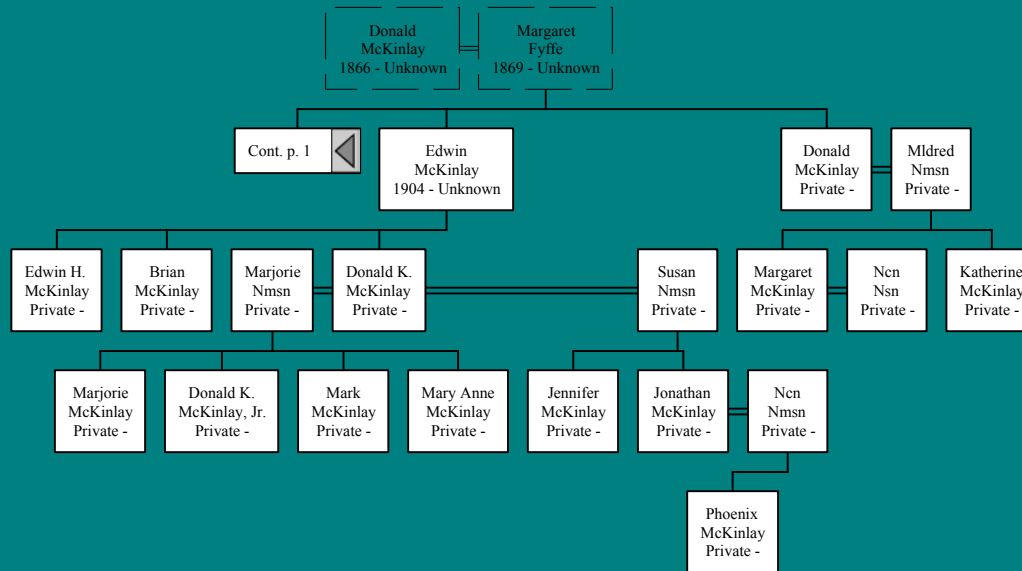 Donald
McKinlay
1866 - Unknown
Margaret
Fyffe
1869 - Unknown
Cont. p. 1
Edwin
McKinlay
1904 - Unknown
Donald
McKinlay
Private -
Mldred
Nmsn
Private -
Edwin H.
McKinlay
Private -
Brian
McKinlay
Private -
Marjorie
Nmsn
Private -
Donald K.
McKinlay
Private -
Susan
Nmsn
Private -
Margaret
McKinlay
Private -
Ncn
Nsn
Private -
Katherine
McKinlay
Private -
Marjorie
McKinlay
Private -
Donald K.
McKinlay, Jr.
Private -
Mark
McKinlay
Private -
Mary Anne
McKinlay
Private -
Jennifer
McKinlay
Private -
Jonathan
McKinlay
Private -
Ncn
Nmsn
Private -
Phoenix
McKinlay
Private -